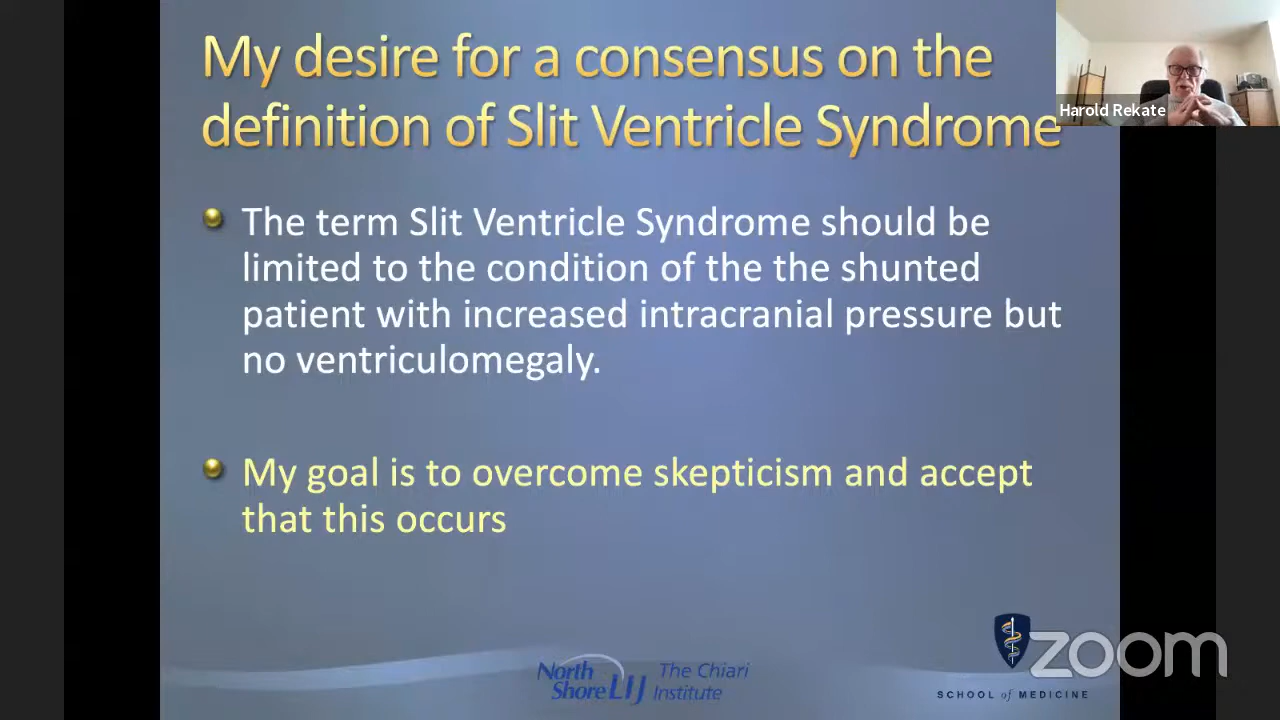 My desire for a consensus on the
definition of Slit Ventricle Syndrome
Harold Rekate
The term Slit Ventricle Syndrome should be
limited to the condition of the the shunted
patient with increased intracranial pressure but
no ventriculomegaly.
My goal is to overcome skepticism and accept
that this occurs
North
Shore LIJ
The Chiari
Institute
SCHOOL of MEDICINE
zoom